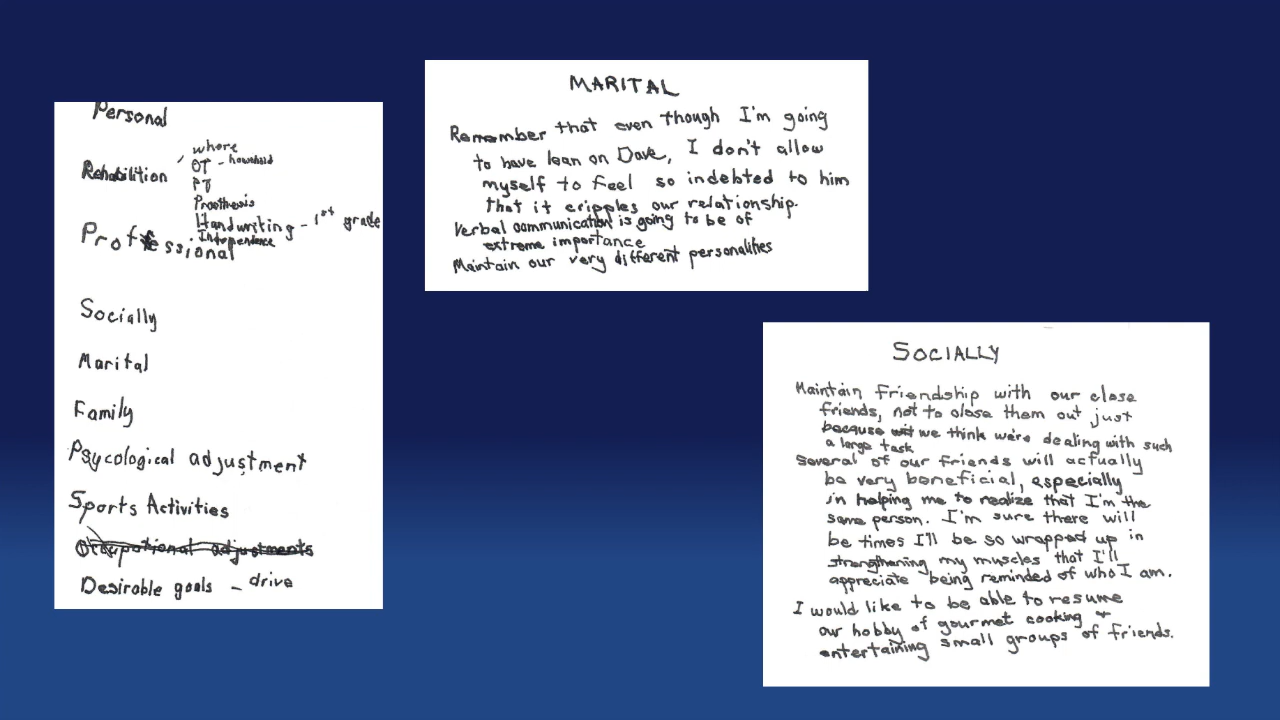 Personal
Rehabilition
where
OT - household
PT
Prosthesis
Handwriting - 1st grade
Independence
Proffessional
Socially
Marital
Family
Psycological adjustment
Sports Activities
Occupational adjustments
Desirable goals - drive
MARITAL
Remember that even though I'm going
to have lean on Dave, I don't allow
myself to feel so indebted to him
that it cripples our relationship.
Verbal communication is going to be of
extreme importance
Maintain our very different personalities
SOCIALLY
Maintain friendship with our close
friends, not to close them out just
because we think we're dealing with such
a large task
Several of our friends will actually
be very beneficial, especially
in helping me to realize that I'm the
same person. I'm sure there will
be times I'll be so wrapped up in
strengthening my muscles that I'll
appreciate being reminded of who I am.
I would like to be able to resume
our hobby of gourmet cooking +
entertaining small groups of friends.